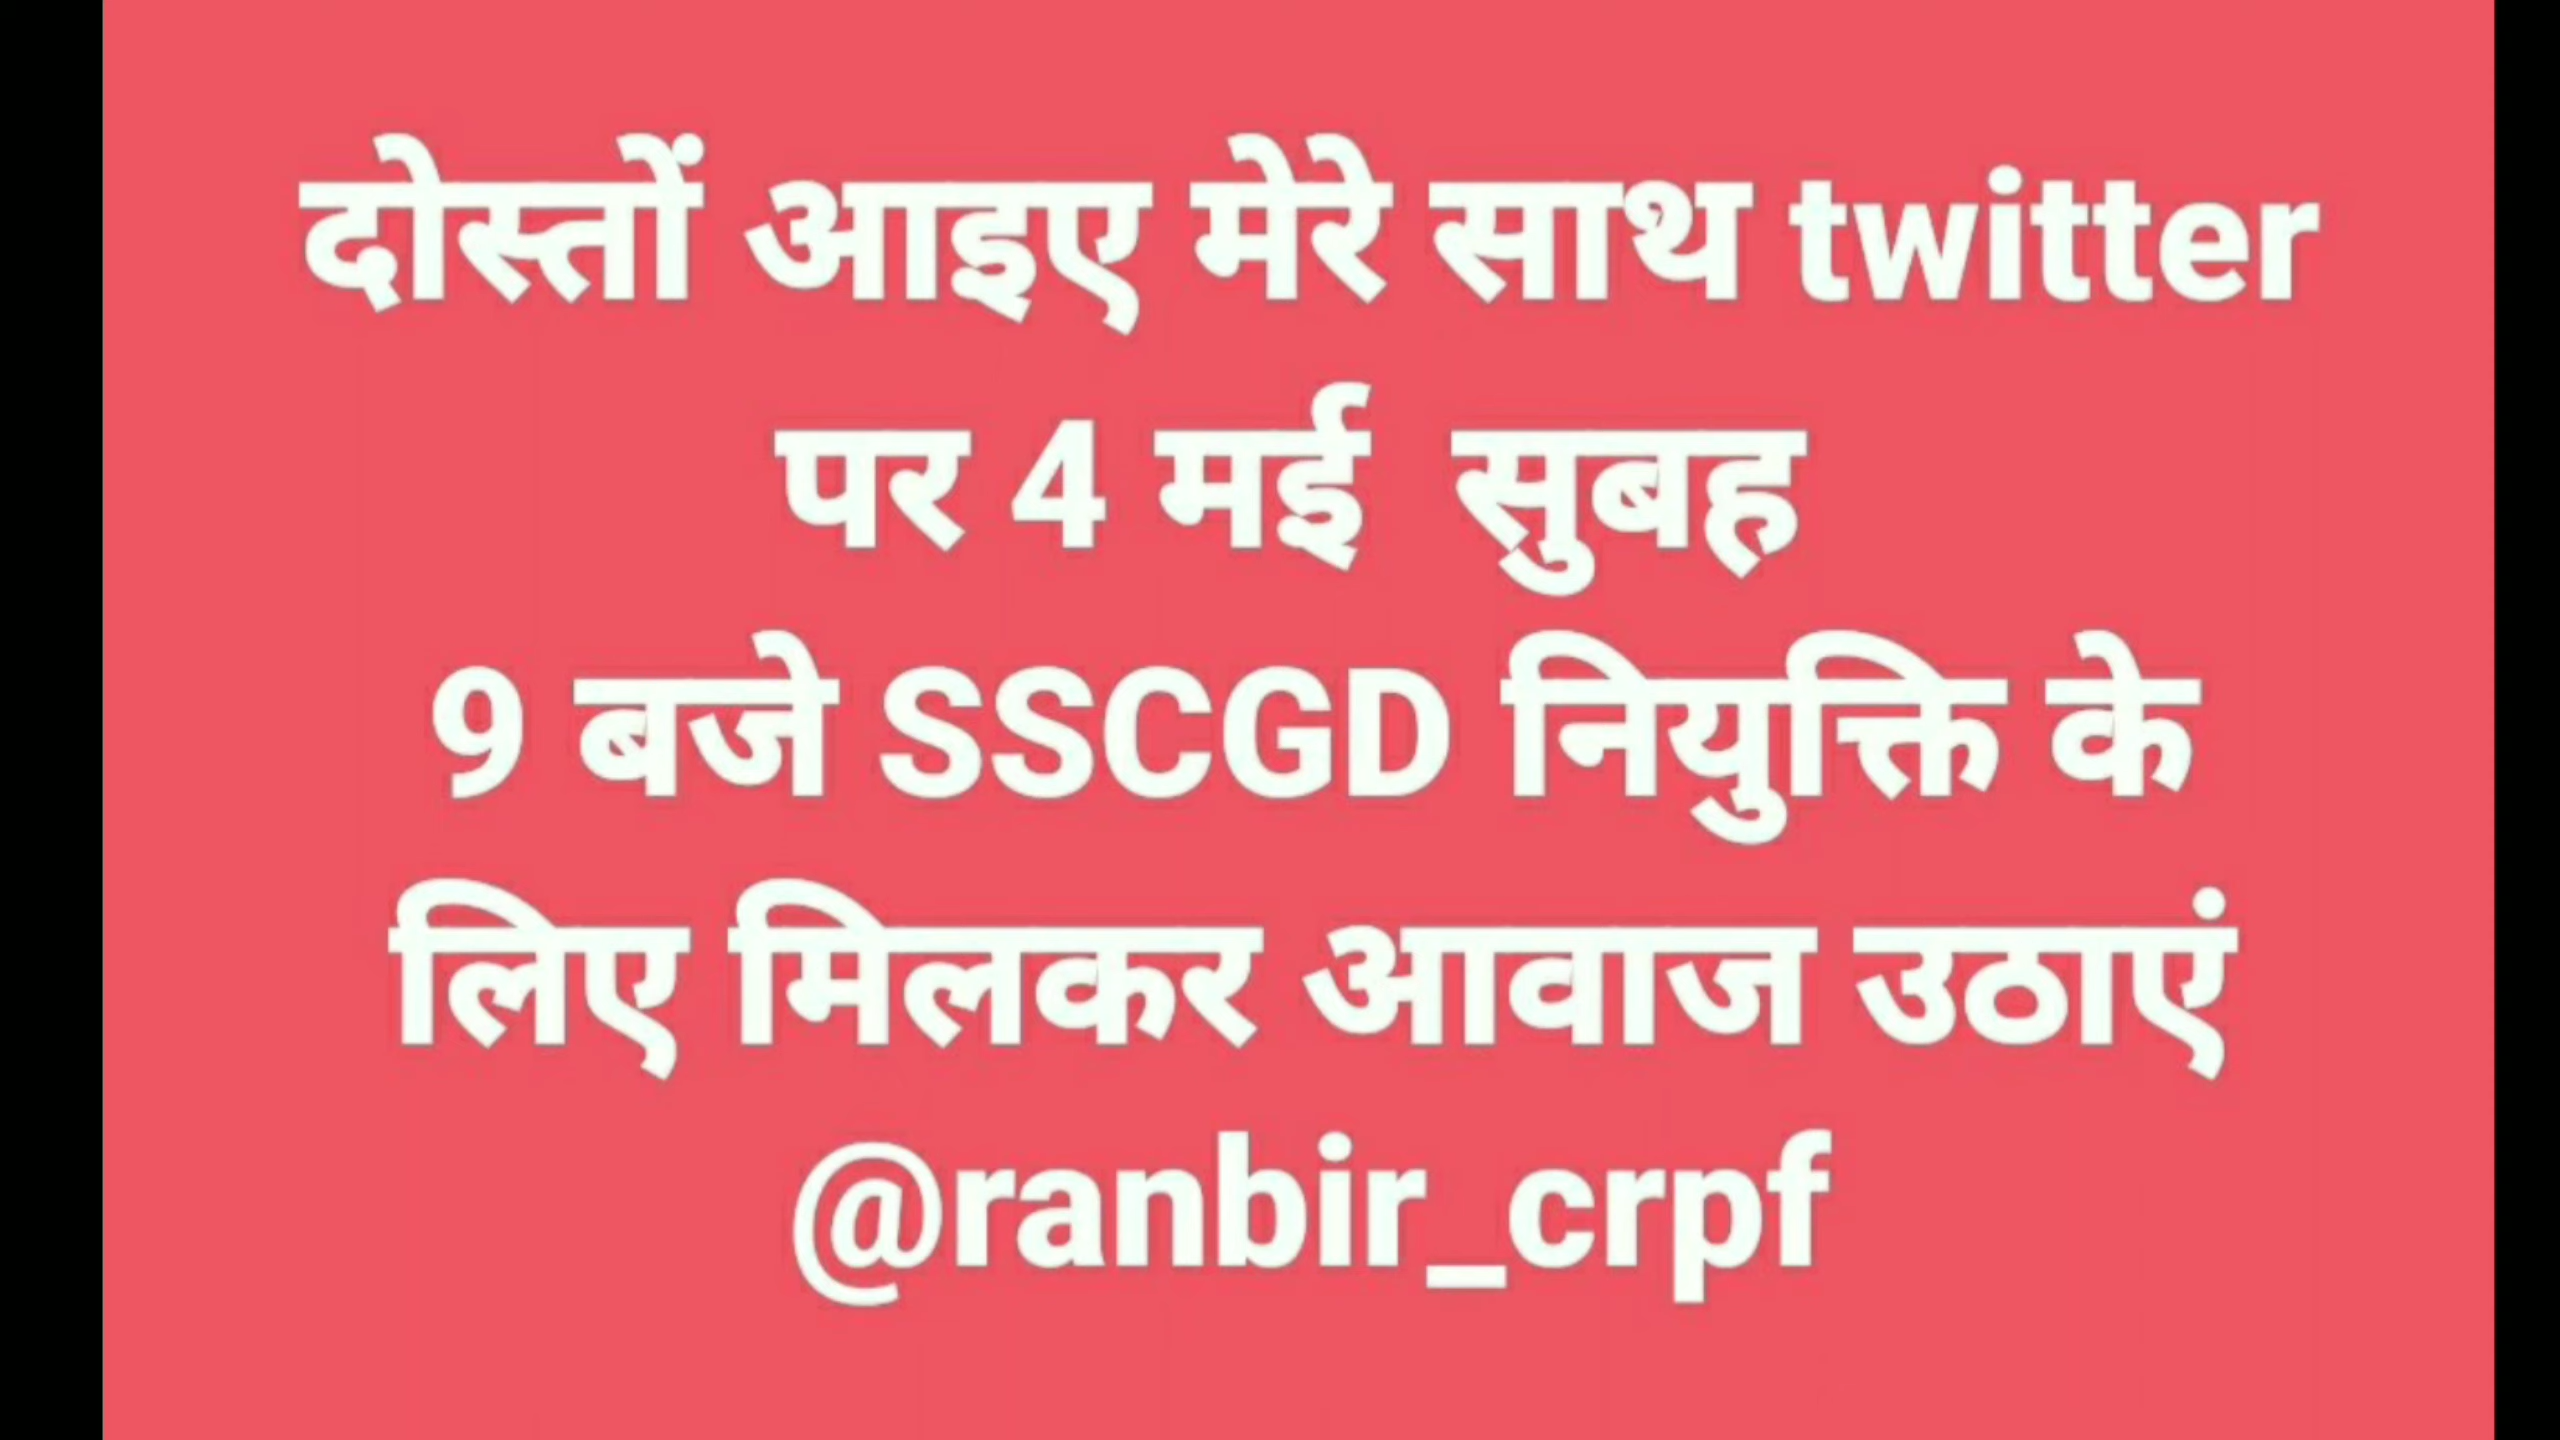 दोस्तों आइए मेरे साथ twitter
पर 4 मई सुबह
9 बजे SSCGD नियुक्ति के
लिए मिलकर आवाज उठाएं
@ranbir_crpf